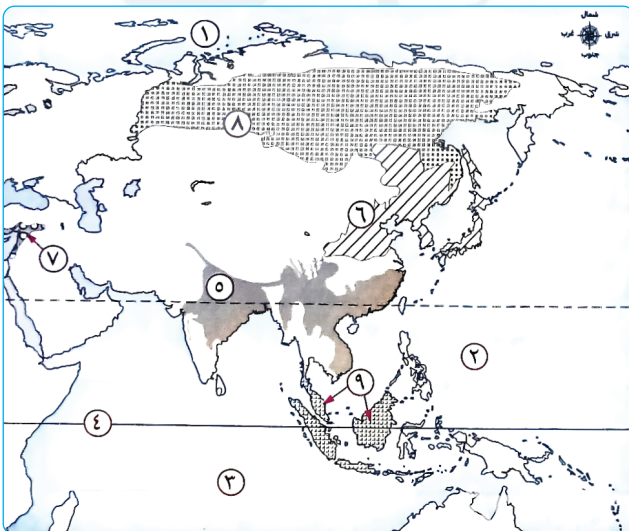 ١
شمال
شرق
غرب
جنوب
٨
٦
٧
٥
٢
٩
٤
٣